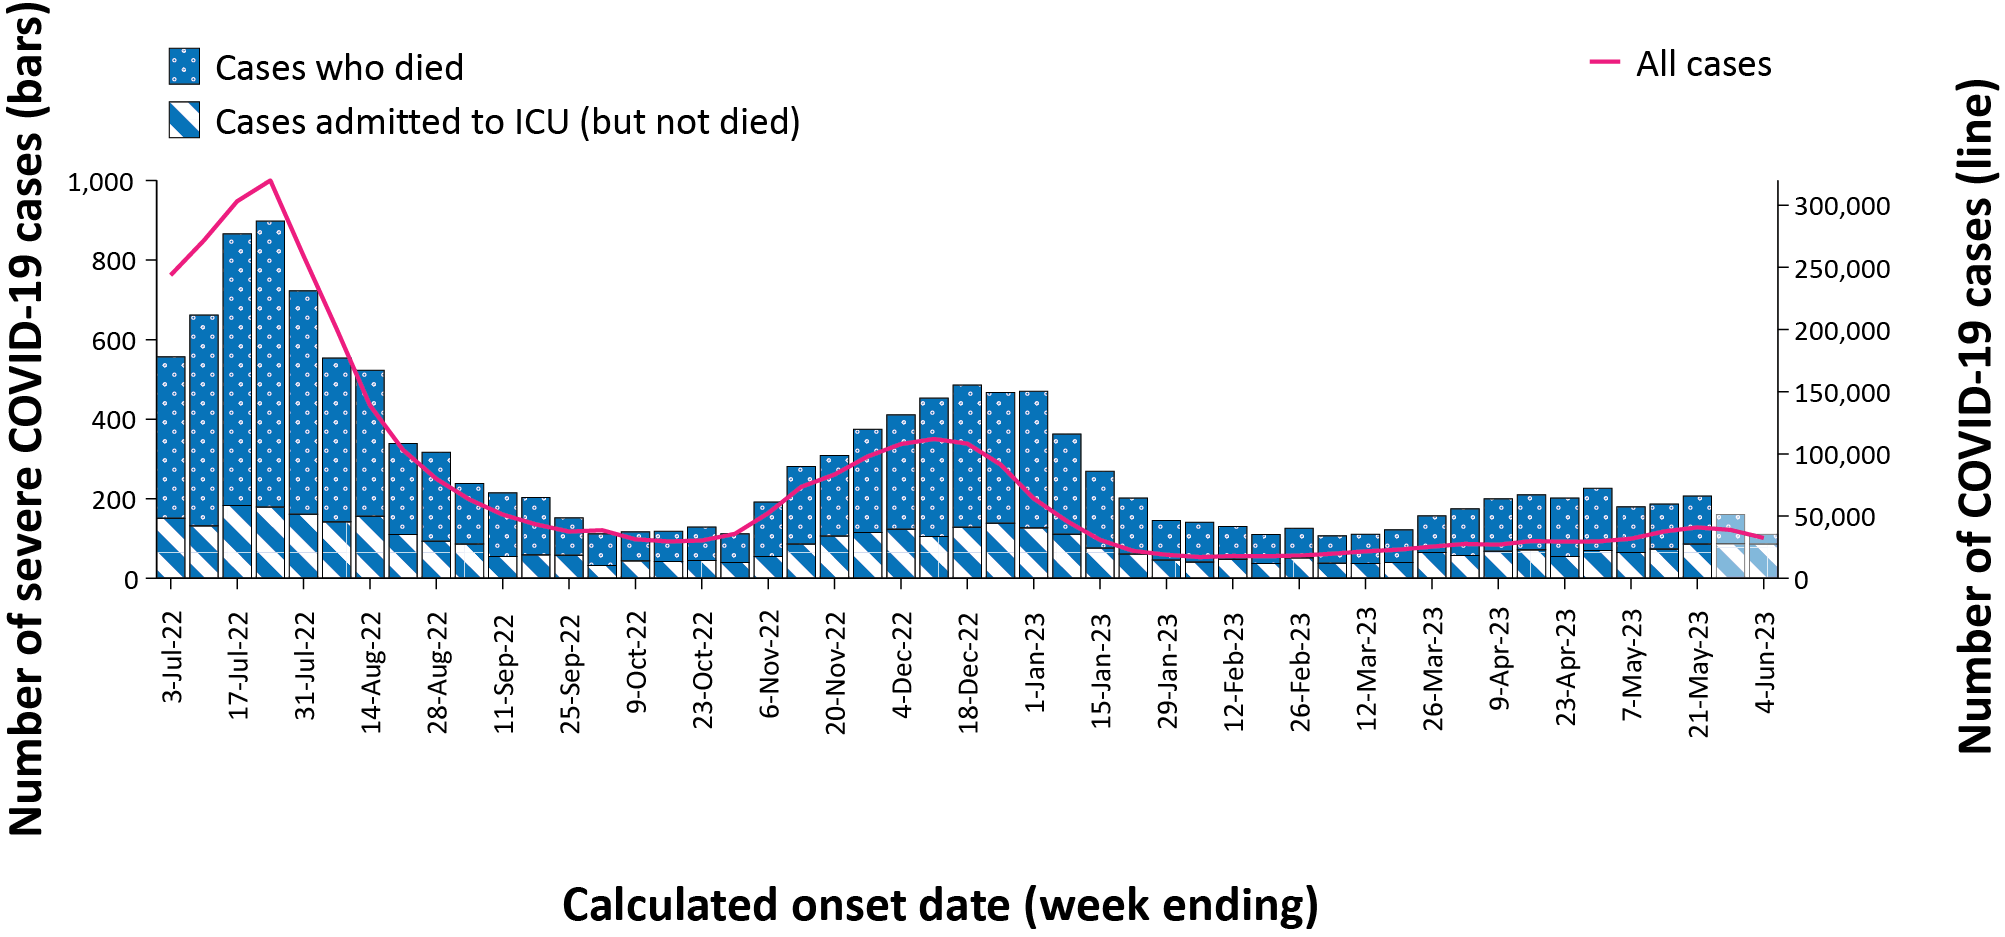 Cases who died
Cases admitted to ICU (but not died)
All cases
Number of severe COVID-19 cases (bars)
1,000
800
600
400
200
0
300,000
250,000
200,000
150,000
100,000
50,000
0
Number of COVID-19 cases (line)
3-Jul-22
17-Jul-22
31-Jul-22
14-Aug-22
28-Aug-22
11-Sep-22
25-Sep-22
9-Oct-22
23-Oct-22
6-Nov-22
20-Nov-22
4-Dec-22
18-Dec-22
1-Jan-23
15-Jan-23
29-Jan-23
12-Feb-23
26-Feb-23
12-Mar-23
26-Mar-23
9-Apr-23
23-Apr-23
7-May-23
21-May-23
4-Jun-23
Calculated onset date (week ending)